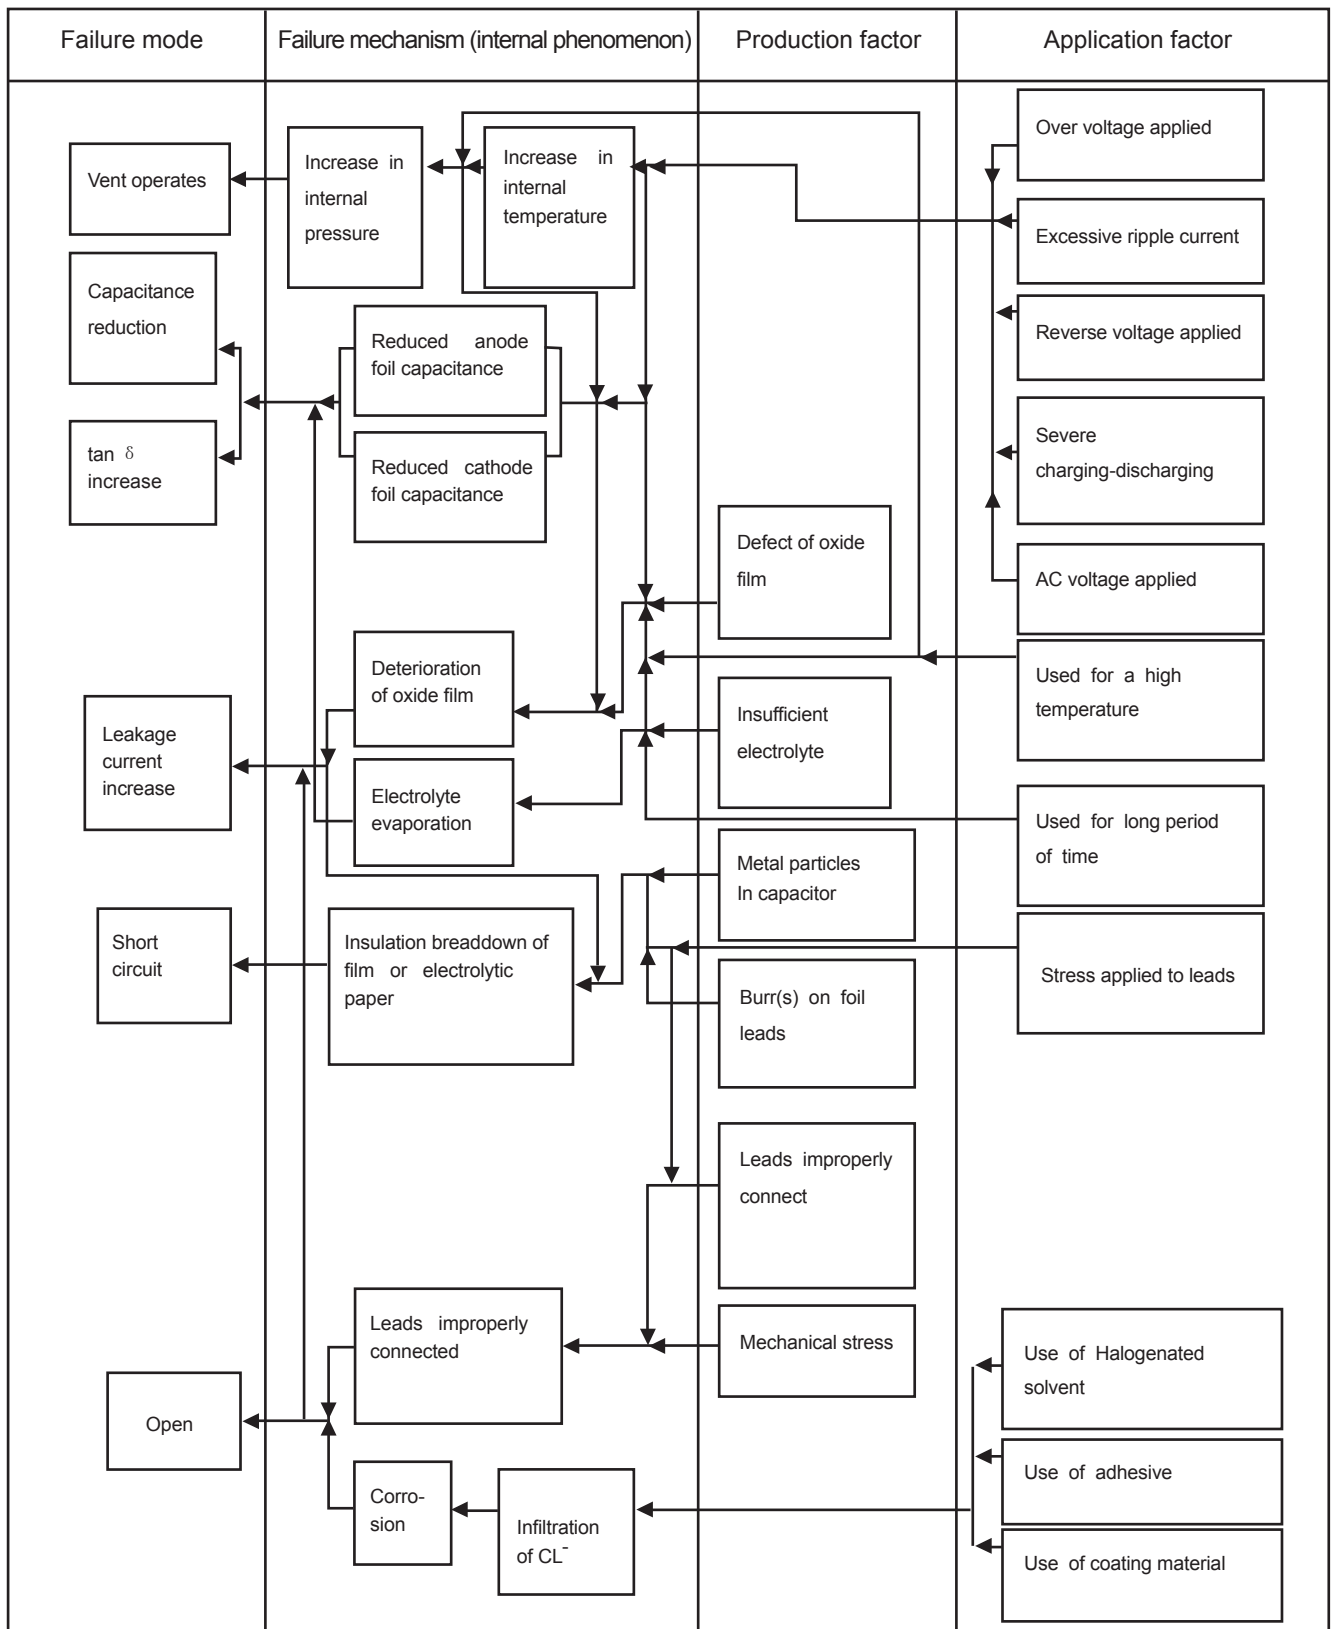 Failure mode
Failure mechanism (internal phenomenon)
Production factor
Application factor
Vent operates
Capacitance
reduction
tan δ
increase
Leakage
current
increase
Short
circuit
Open
Increase in
internal
pressure
Increase in
internal
temperature
Reduced anode
foil capacitance
Reduced cathode
foil capacitance
Deterioration
of oxide film
Electrolyte
evaporation
Insulation breaddown of
film or electrolytic
paper
Leads improperly
connected
Corro-
sion
Infiltration
of CL⁻
Defect of oxide
film
Insufficient
electrolyte
Metal particles
In capacitor
Burr(s) on foil
leads
Leads improperly
connect
Mechanical stress
Over voltage applied
Excessive ripple current
Reverse voltage applied
Severe
charging-discharging
AC voltage applied
Used for a high
temperature
Used for long period
of time
Stress applied to leads
Use of Halogenated
solvent
Use of adhesive
Use of coating material